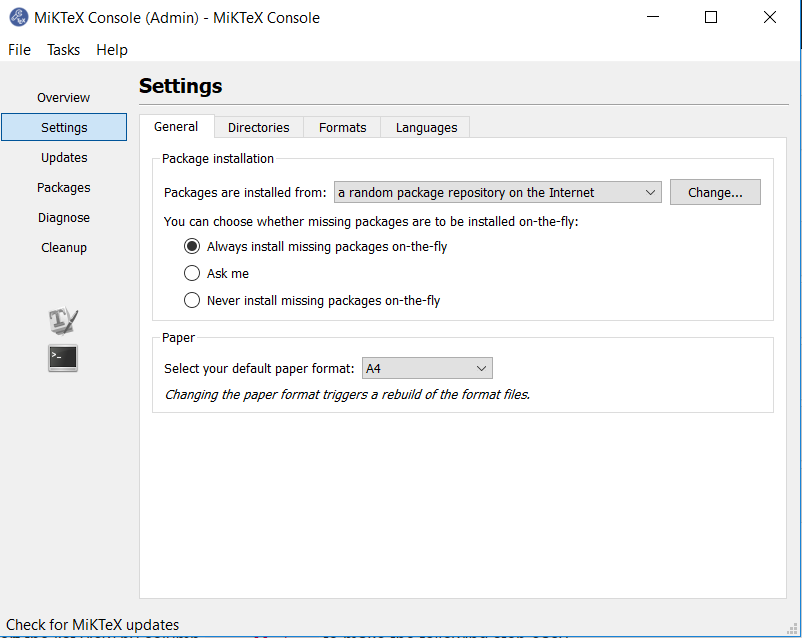 MiKTeX Console (Admin) - MiKTeX Console
File Tasks Help
Overview
Settings
Updates
Packages
Diagnose
Cleanup
Settings
General Directories Formats Languages
Package installation
Packages are installed from: a random package repository on the Internet Change...
You can choose whether missing packages are to be installed on-the-fly:
Always install missing packages on-the-fly
Ask me
Never install missing packages on-the-fly
Paper
Select your default paper format: A4
Changing the paper format triggers a rebuild of the format files.
Check for MiKTeX updates